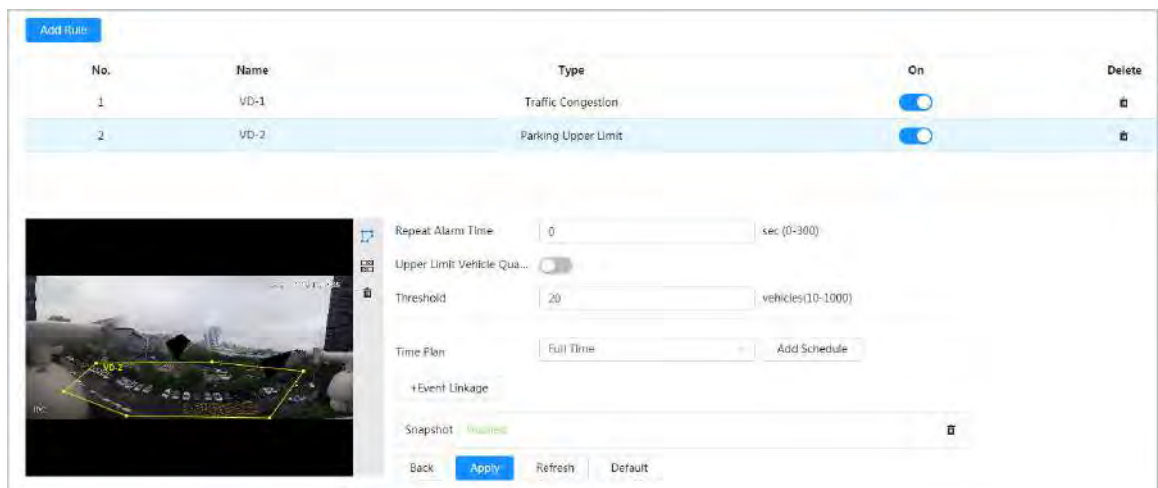 Add Rule
No. Name Type On Delete
1 VD-1 Traffic Congestion
2 VD-2 Parking Upper Limit
Repeat Alarm Time 0 sec (0-300)
Upper Limit Vehicle Qua...
Threshold 20 vehicles(10-1000)
VD-2
Time Plan Full Time Add Schedule
+Event Linkage
IPC
Snapshot
Back Apply Refresh Default